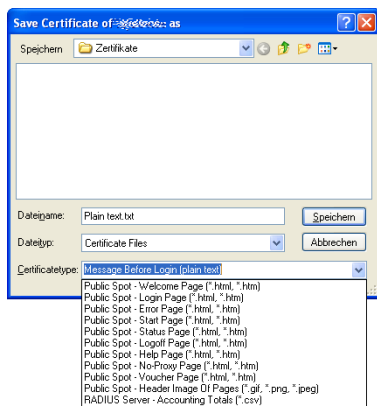 Save Certificate of as
Speichern
Zertifikate
Dateiname:
Plain text.txt
Speichern
Dateityp:
Certificate Files
Abbrechen
Certificatetype:
Message Before Login (plain text)
Public Spot - Welcome Page (*.html, *.htm)
Public Spot - Login Page (*.html, *.htm)
Public Spot - Error Page (*.html, *.htm)
Public Spot - Start Page (*.html, *.htm)
Public Spot - Status Page (*.html, *.htm)
Public Spot - Logoff Page (*.html, *.htm)
Public Spot - Help Page (*.html, *.htm)
Public Spot - No-Proxy Page (*.html, *.htm)
Public Spot - Voucher Page (*.html, *.htm)
Public Spot - Header Image Of Pages (*.gif, *.png, *.jpeg)
RADIUS Server - Accounting Totals (*.csv)